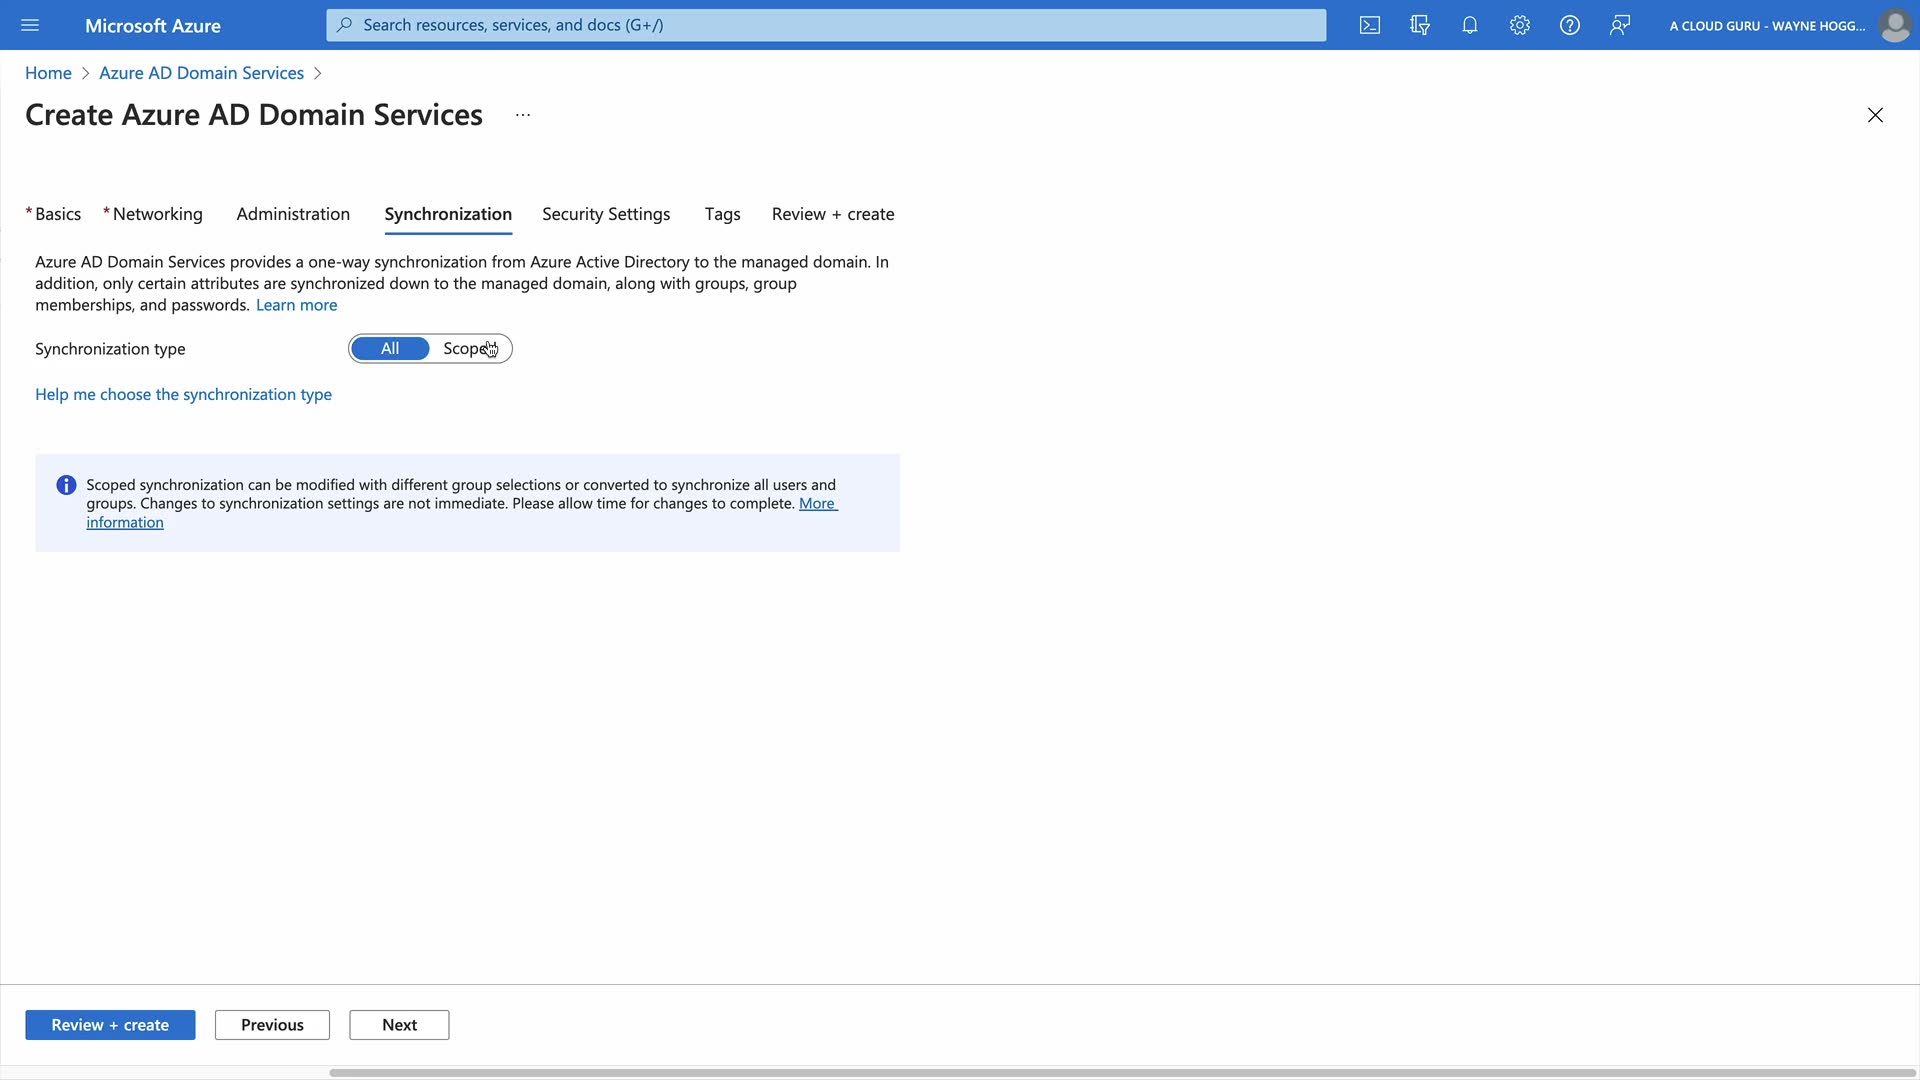 Microsoft Azure
Search resources, services, and docs (G+/)
A CLOUD GURU - WAYNE HOGG...
Home > Azure AD Domain Services >
Create Azure AD Domain Services ...
* Basics * Networking Administration Synchronization Security Settings Tags Review + create
Azure AD Domain Services provides a one-way synchronization from Azure Active Directory to the managed domain. In
addition, only certain attributes are synchronized down to the managed domain, along with groups, group
memberships, and passwords. Learn more
Synchronization type All Scoped
Help me choose the synchronization type
Scoped synchronization can be modified with different group selections or converted to synchronize all users and
groups. Changes to synchronization settings are not immediate. Please allow time for changes to complete. More
information
Review + create Previous Next